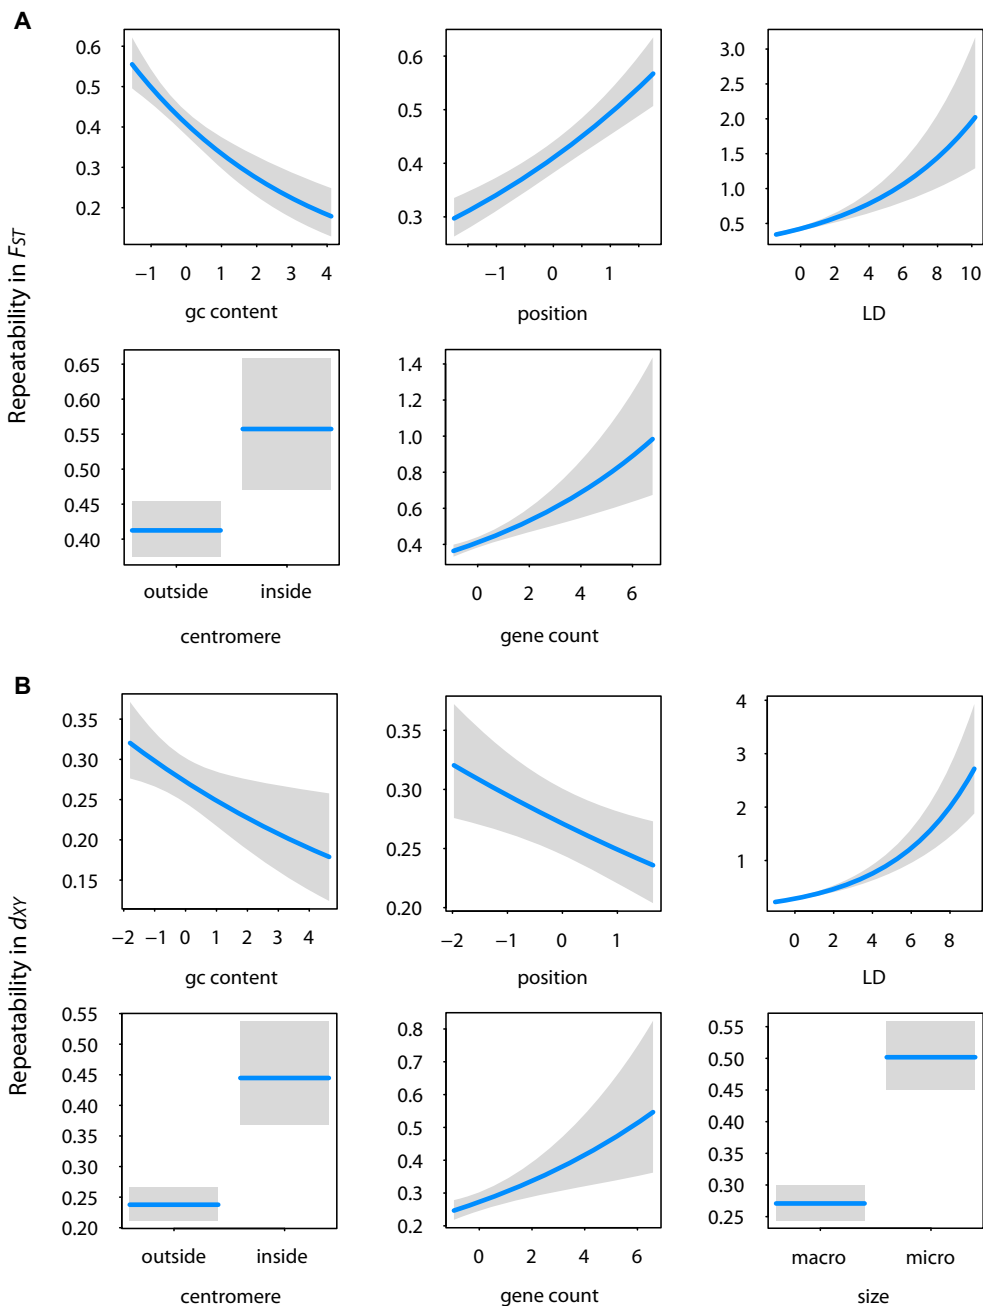 A
Repeatability in FST
0.6
0.5
0.4
0.3
0.2
−1 0 1 2 3 4
gc content
0.6
0.5
0.4
0.3
−1 0 1
position
3.0
2.0
1.5
1.0
0.5
0 2 4 6 8 10
LD
0.65
0.60
0.55
0.50
0.45
0.40
outside inside
centromere
1.4
1.2
1.0
0.8
0.6
0.4
0 2 4 6
gene count
B
Repeatability in dXY
0.35
0.30
0.25
0.20
0.15
−2 −1 0 1 2 3 4
gc content
0.35
0.30
0.25
0.20
−2 −1 0 1
position
4
3
2
1
0 2 4 6 8
LD
0.55
0.50
0.45
0.40
0.35
0.30
0.25
0.20
outside inside
centromere
0.8
0.7
0.6
0.5
0.4
0.3
0.2
0 2 4 6
gene count
0.55
0.50
0.45
0.40
0.35
0.30
0.25
macro micro
size